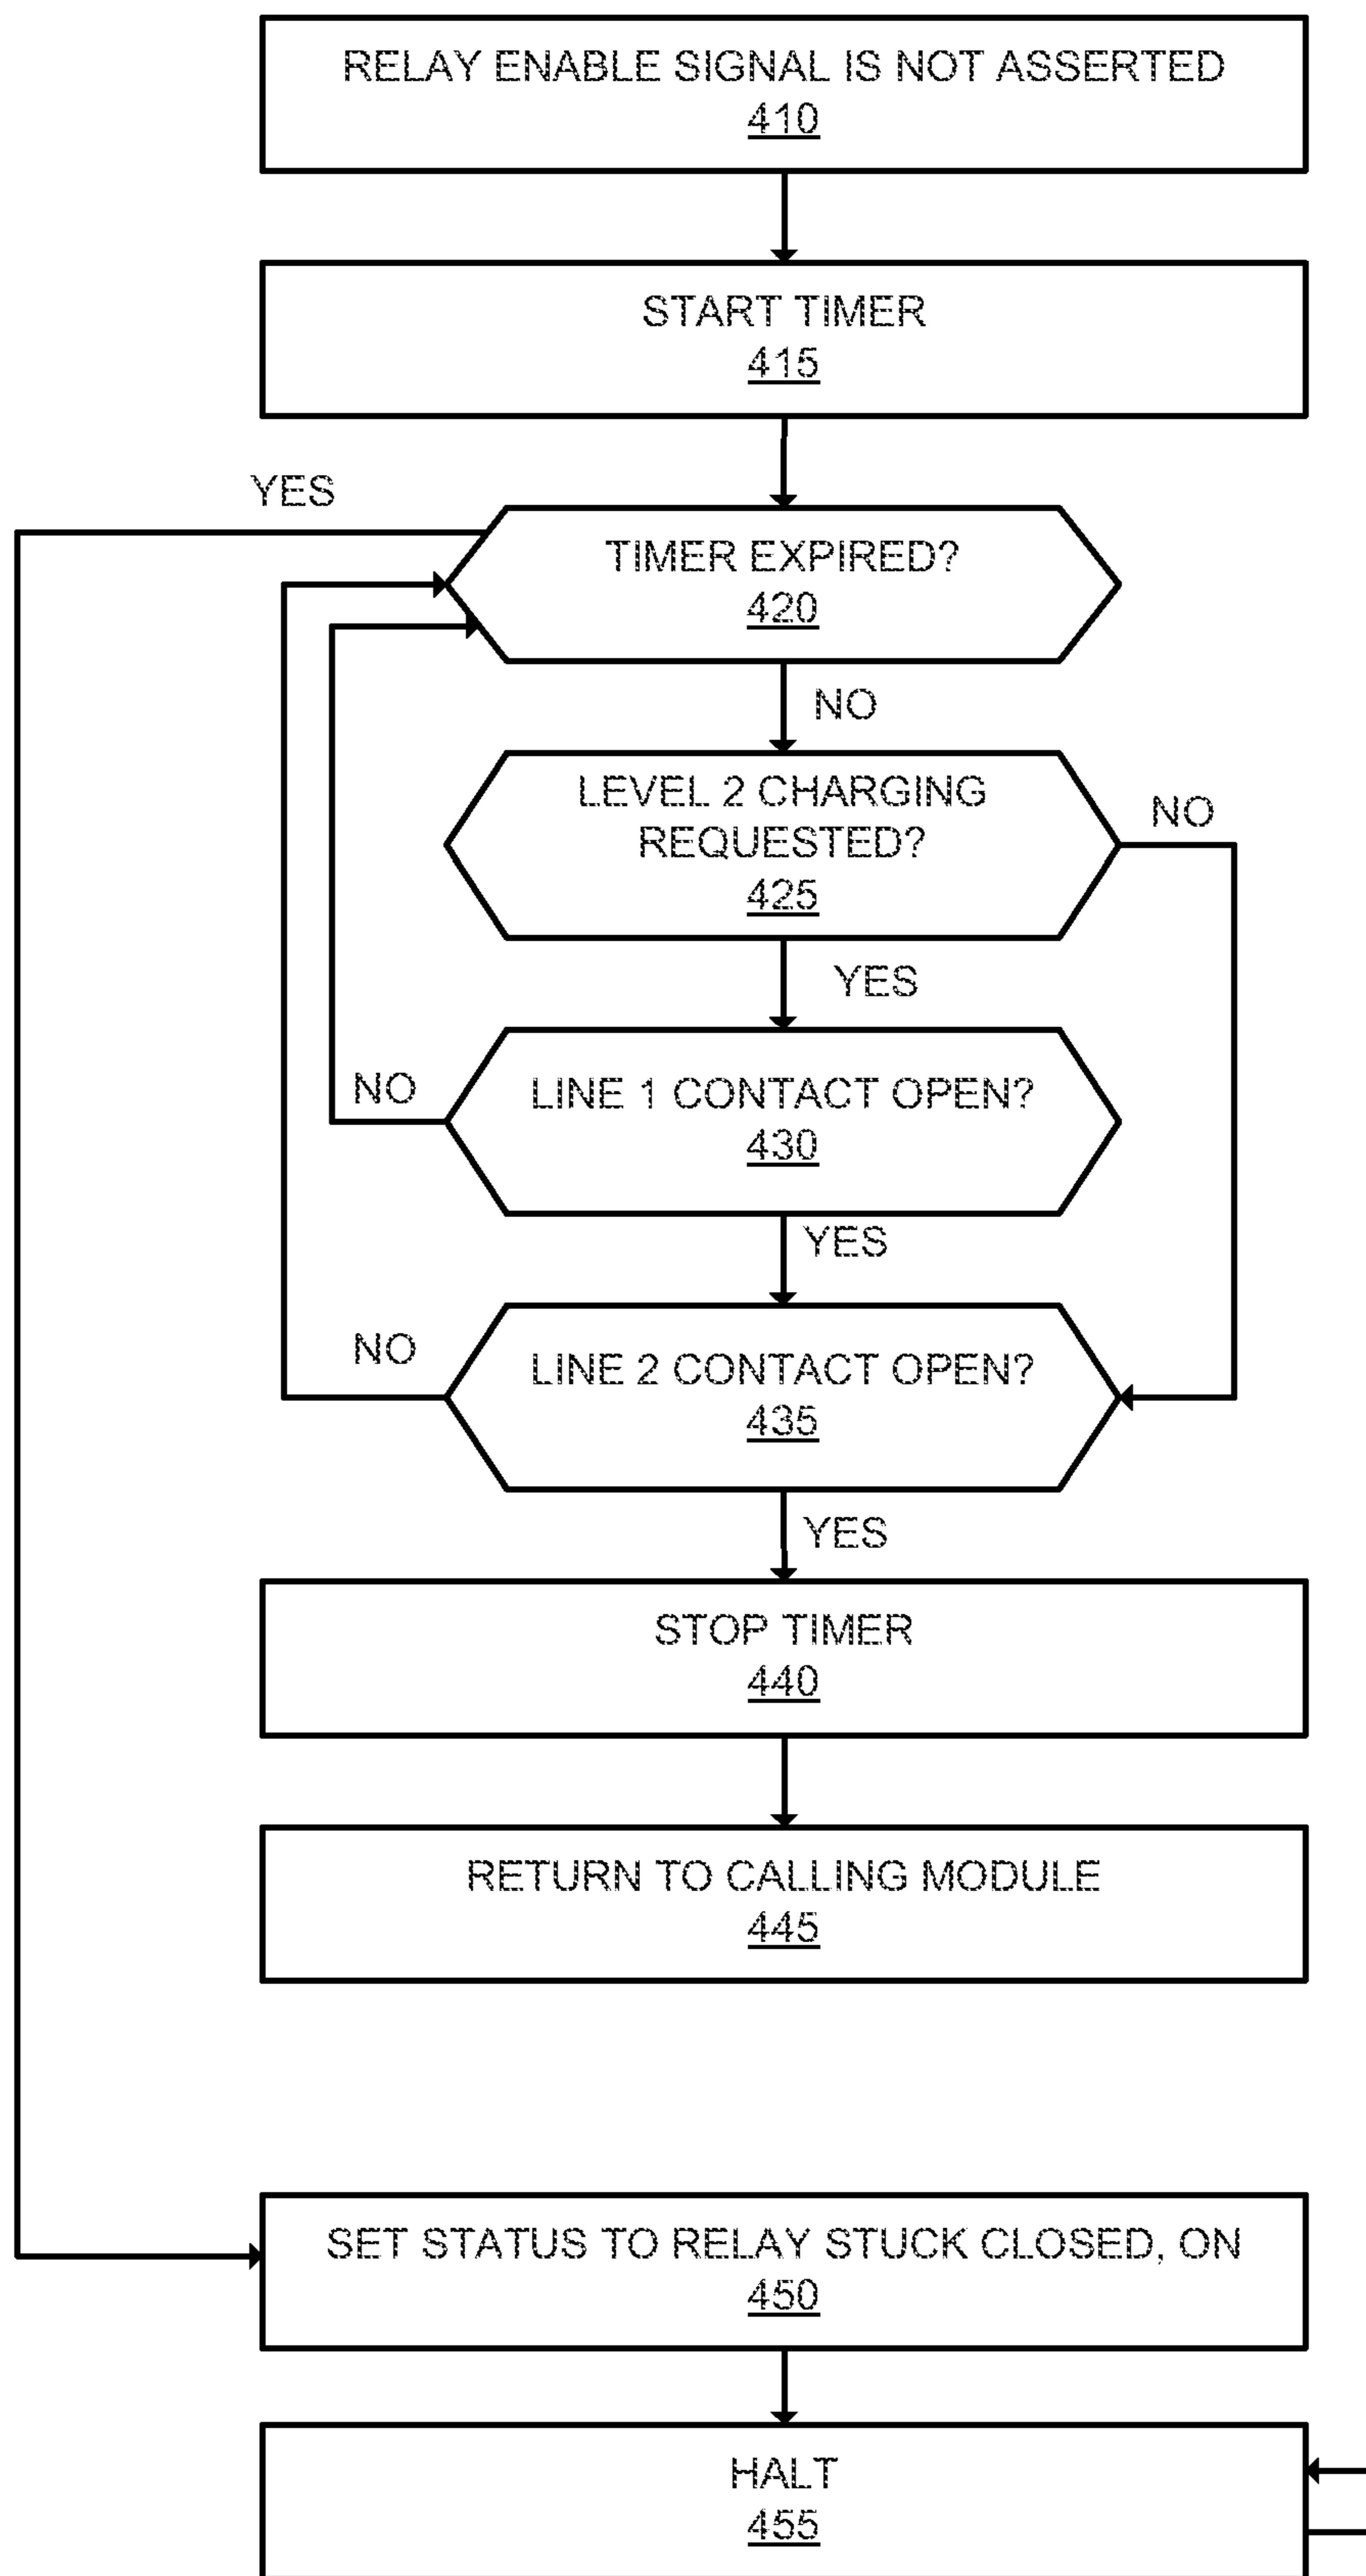 RELAY ENABLE SIGNAL IS NOT ASSERTED
410
START TIMER
415
YES
TIMER EXPIRED?
420
NO
LEVEL 2 CHARGING
REQUESTED?
425
NO
YES
LINE 1 CONTACT OPEN?
430
NO
YES
LINE 2 CONTACT OPEN?
435
NO
YES
STOP TIMER
440
RETURN TO CALLING MODULE
445
SET STATUS TO RELAY STUCK CLOSED, ON
450
HALT
455